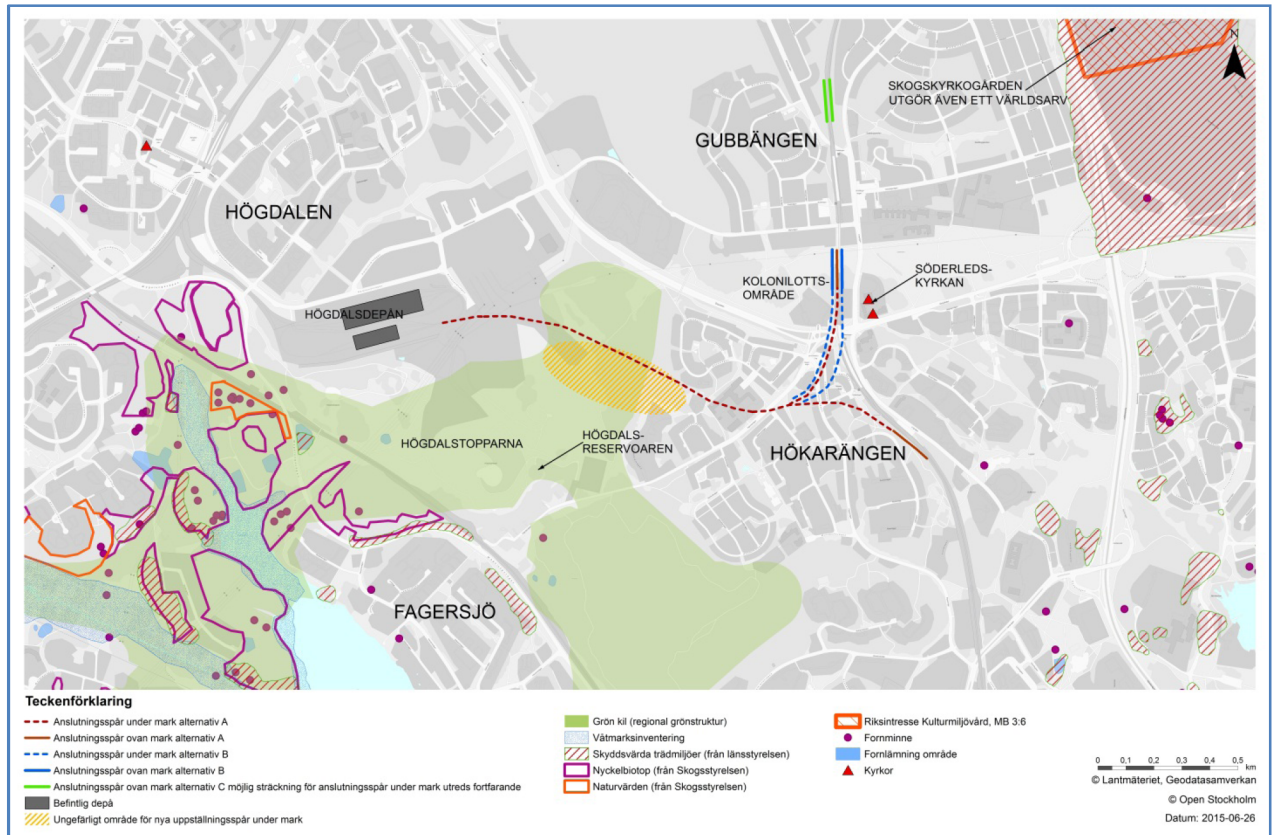 N
SKOGSKYRKOGÅRDEN
UTGÖR ÄVEN ETT VÄRLDSARV
GUBBÄNGEN
HÖGDALEN
KOLONILOTTS-
OMRÅDE
SÖDERLEDS-
KYRKAN
HÖGDALSDEPÅN
HÖGDALSTOPPARNA
HÖGDALS-
RESERVOAREN
HÖKARÄNGEN
FAGERSJÖ
Teckenförklaring
Anslutningsspår under mark alternativ A
Anslutningsspår ovan mark alternativ A
Anslutningsspår under mark alternativ B
Anslutningsspår ovan mark alternativ B
Anslutningsspår ovan mark alternativ C möjlig sträckning för anslutningsspår under mark utreds fortfarande
Befintlig depå
Ungefärligt område för nya uppställningsspår under mark
Grön kil (regional grönstruktur)
Våtmarksinventering
Skyddsvärda trädmiljöer (från länsstyrelsen)
Nyckelbiotop (från Skogsstyrelsen)
Naturvärden (från Skogsstyrelsen)
Riksintresse Kulturmiljövård, MB 3:6
Fornminne
Fornlämning område
Kyrkor
0 0,1 0,2 0,3 0,4 0,5
km
© Lantmäteriet, Geodatasamverkan
© Open Stockholm
Datum: 2015-06-26